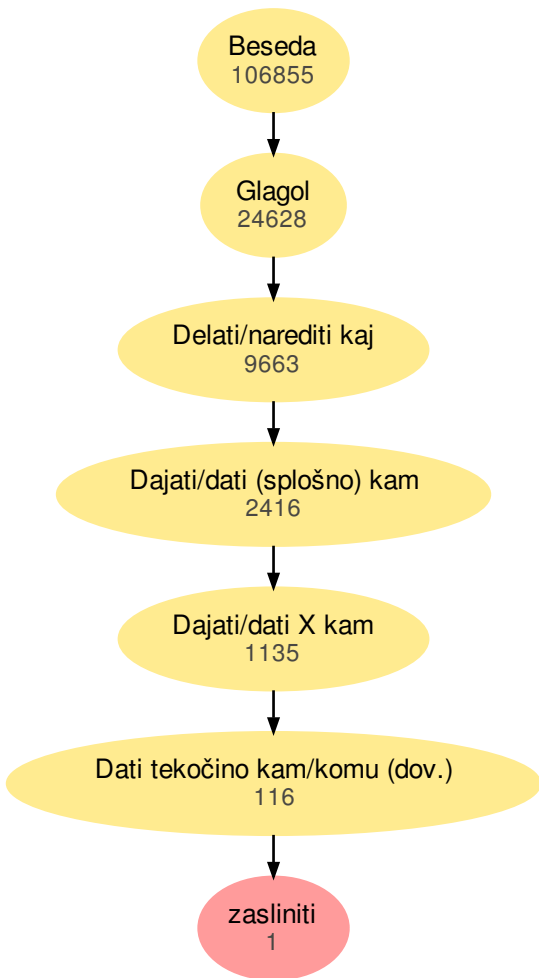 Beseda
106855
Glagol
24628
Delati/narediti kaj
9663
Dajati/dati (splošno) kam
2416
Dajati/dati X kam
1135
Dati tekočino kam/komu (dov.)
116
zasliniti
1